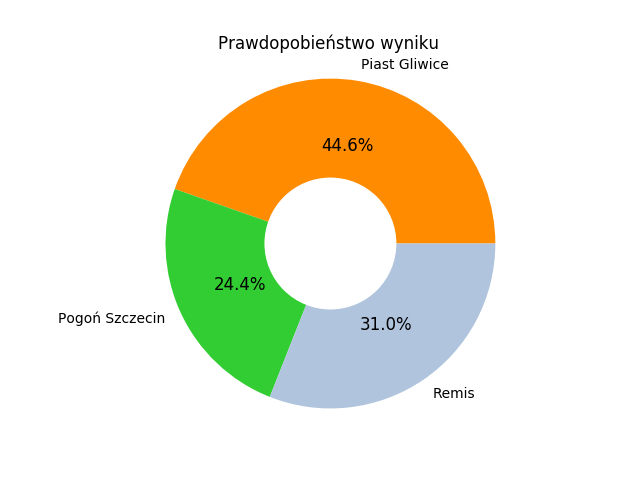 Prawdopobieństwo wyniku
Piast Gliwice
44.6%
24.4%
Pogoń Szczecin
31.0%
Remis